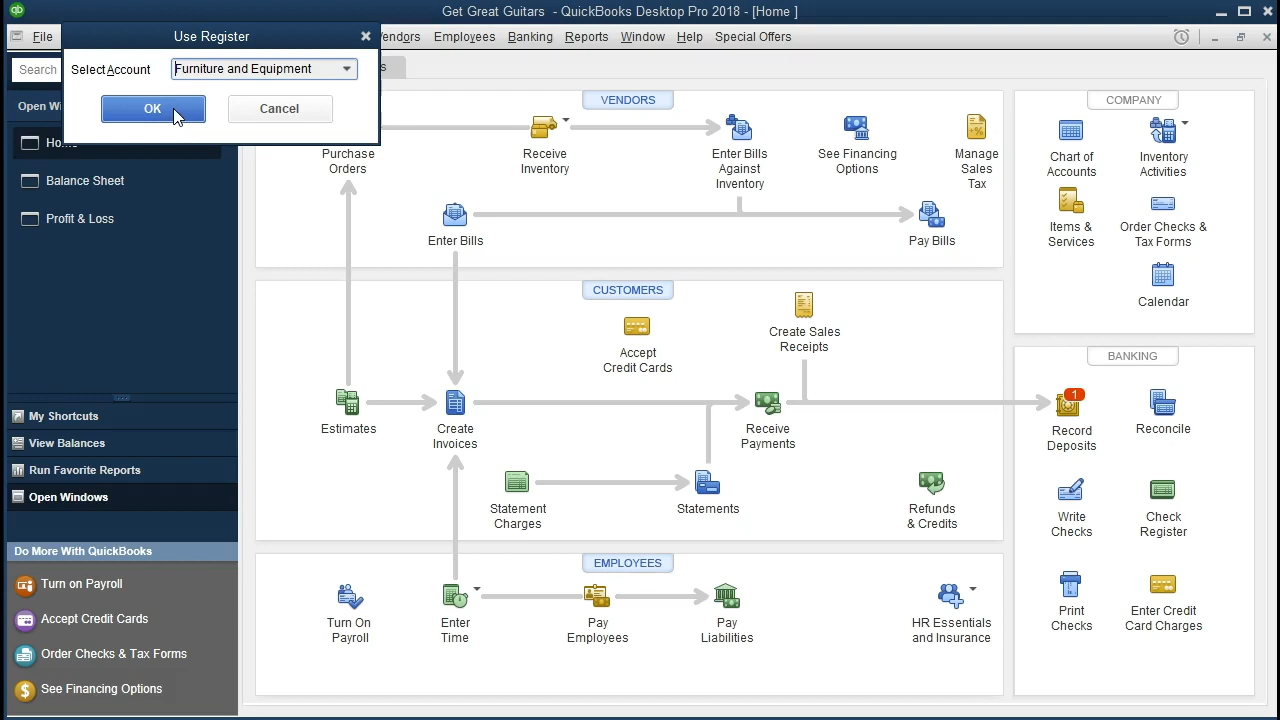 qb
Get Great Guitars - QuickBooks Desktop Pro 2018 - [Home ]
File
Vendors Employees Banking Reports Window Help Special Offers
Use Register
Select Account Furniture and Equipment
OK Cancel
Search
s
Open Wi
Home
Balance Sheet
Profit & Loss
My Shortcuts
View Balances
Run Favorite Reports
Open Windows
Do More With QuickBooks
Turn on Payroll
Accept Credit Cards
Order Checks & Tax Forms
See Financing Options
VENDORS
Purchase
Orders
Receive
Inventory
Enter Bills
Against
Inventory
See Financing
Options
Manage
Sales
Tax
Enter Bills
Pay Bills
CUSTOMERS
Accept
Credit Cards
Create Sales
Receipts
Estimates
Create
Invoices
Receive
Payments
Statement
Charges
Statements
Refunds
& Credits
EMPLOYEES
Turn On
Payroll
Enter
Time
Pay
Employees
Pay
Liabilities
HR Essentials
and Insurance
COMPANY
Chart of
Accounts
Inventory
Activities
Items &
Services
Order Checks &
Tax Forms
Calendar
BANKING
1
Record
Deposits
Reconcile
Write
Checks
Check
Register
Print
Checks
Enter Credit
Card Charges